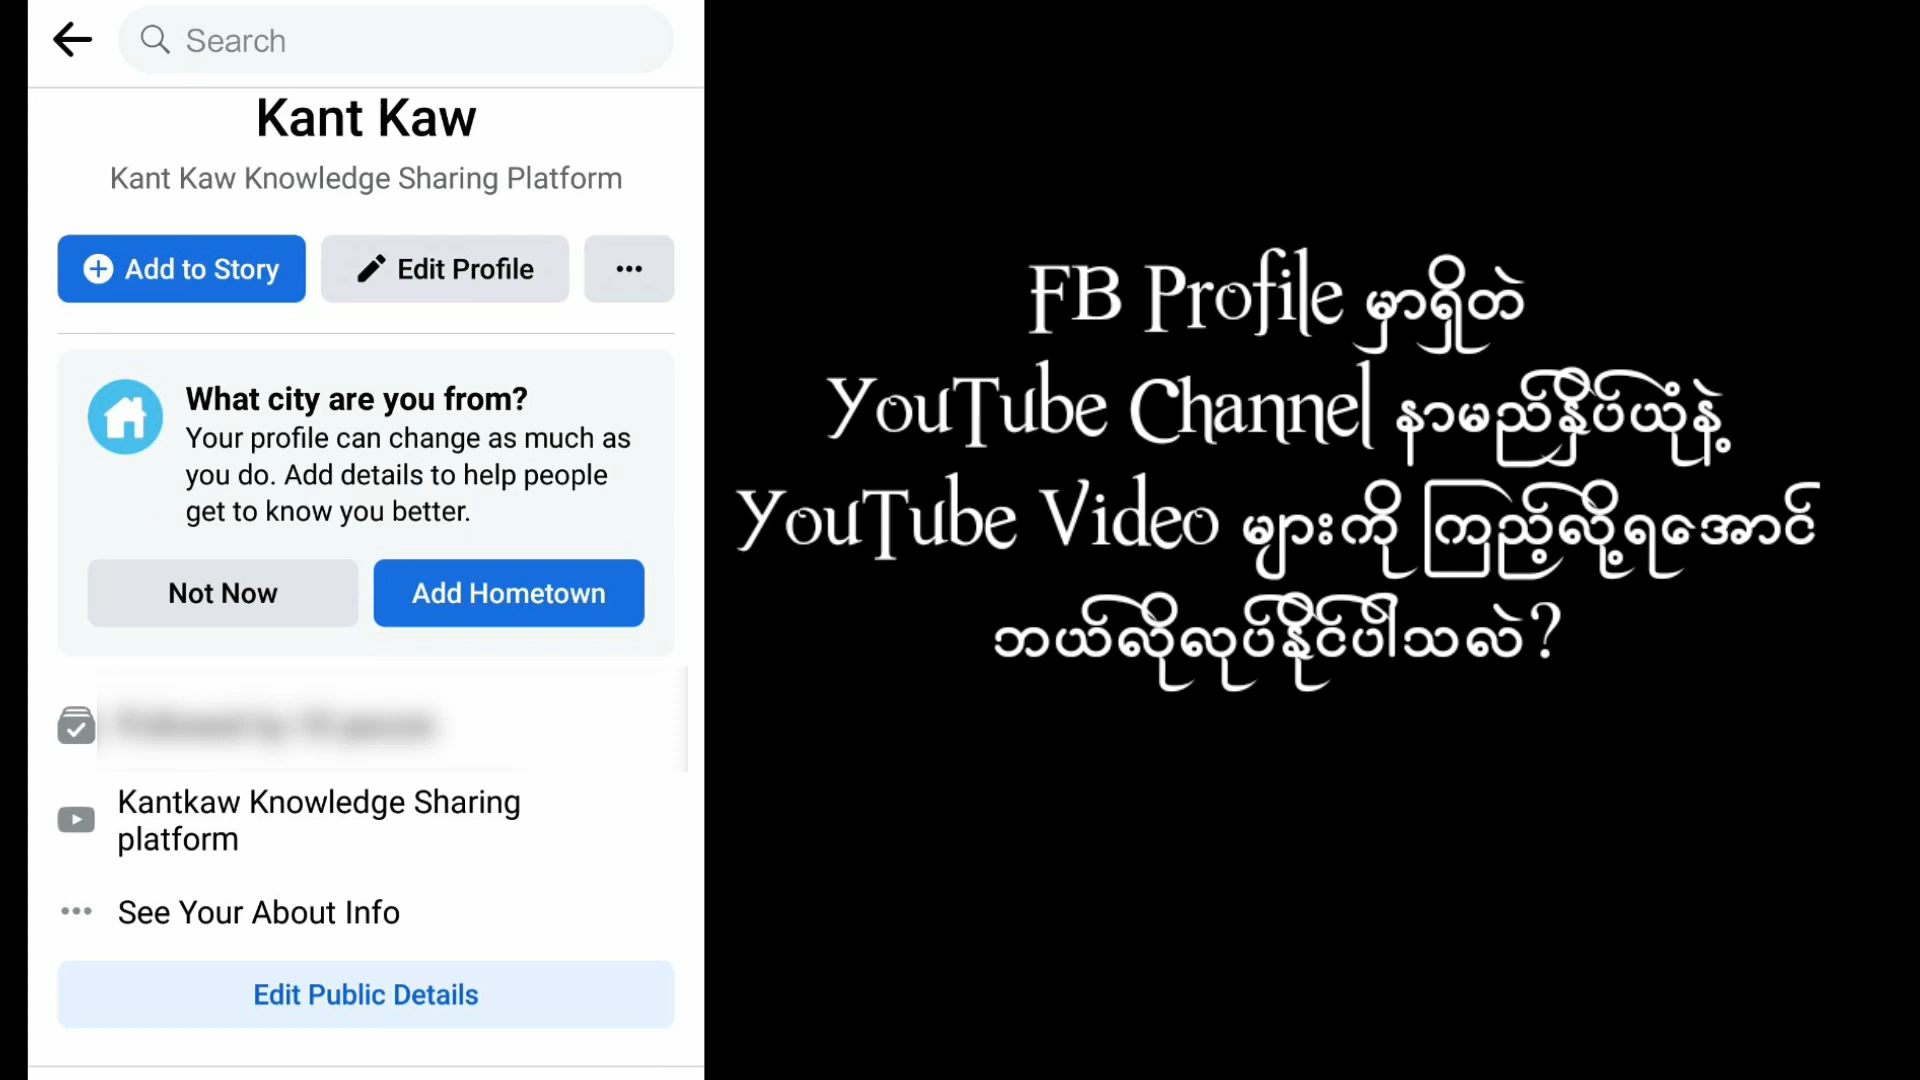 Search
Kant Kaw
Kant Kaw Knowledge Sharing Platform
Add to Story
Edit Profile
What city are you from?
Your profile can change as much as
you do. Add details to help people
get to know you better.
Not Now
Add Hometown
Kantkaw Knowledge Sharing
platform
See Your About Info
Edit Public Details
FB Profile မှာရှိတဲ
YouTube Channel နာမည်နှိပ်ယုံနဲ့
YouTube Video များကို ကြည့်လို့ရအောင်
ဘယ်လိုလုပ်နိုင်ပါသလဲ?